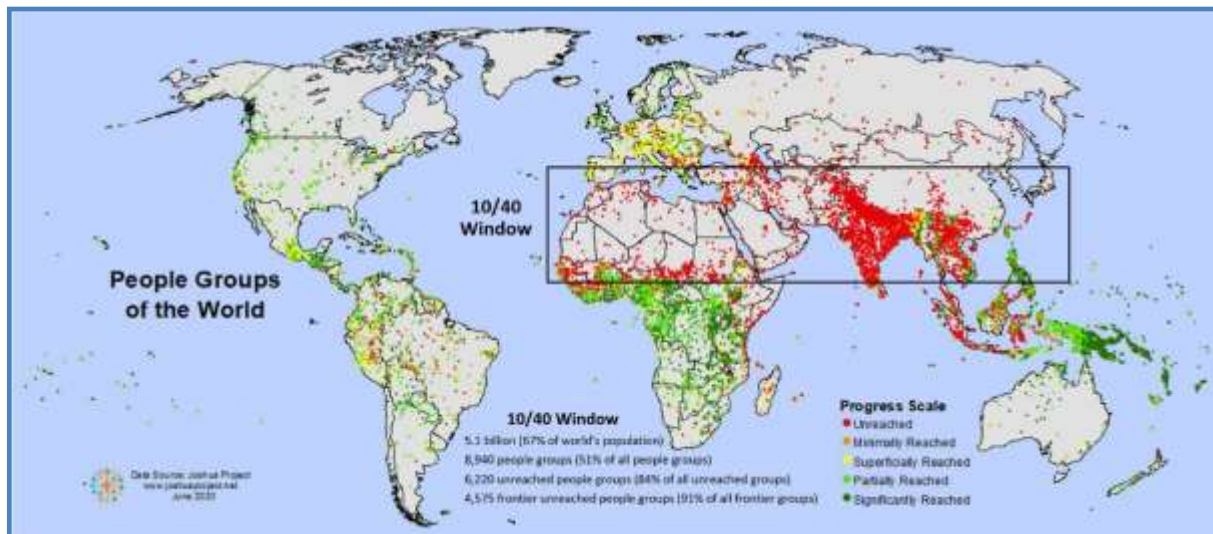 10/40
Window
People Groups
of the World
10/40 Window
5.1 billion (67% of world's population)
8,940 people groups (51% of all people groups)
6,220 unreached people groups (84% of all unreached groups)
4,575 frontier unreached people groups (91% of all frontier groups)
Progress Scale
Unreached
Minimally Reached
Superficially Reached
Partially Reached
Significantly Reached
Data Source: Joshua Project
www.joshuaproject.net
June 2020